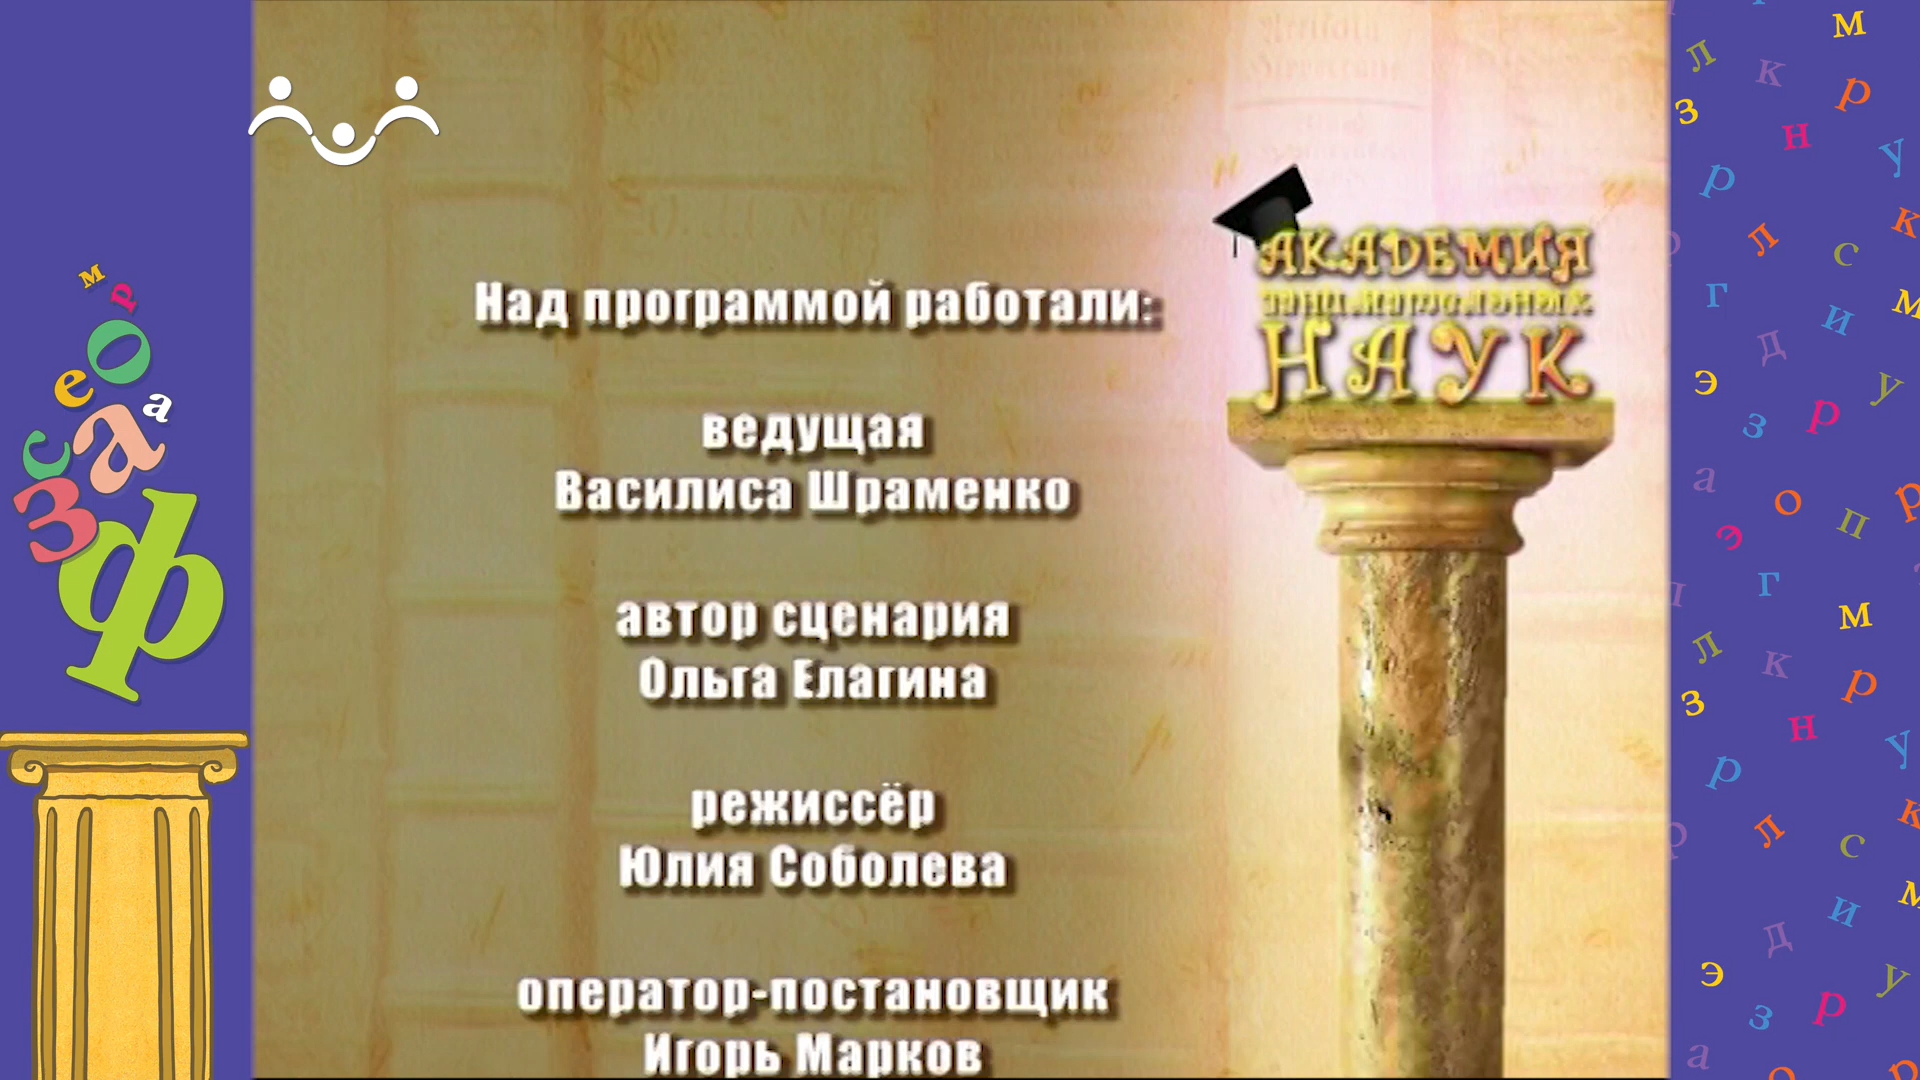 Над программой работали:
ведущая
Василиса Шраменко
автор сценария
Ольга Елагина
режиссёр
Юлия Соболева
оператор-постановщик
Игорь Марков
АКАДЕМИЯ
занимательных
НАУК
м
р
о
е
а
с
а
з
ф